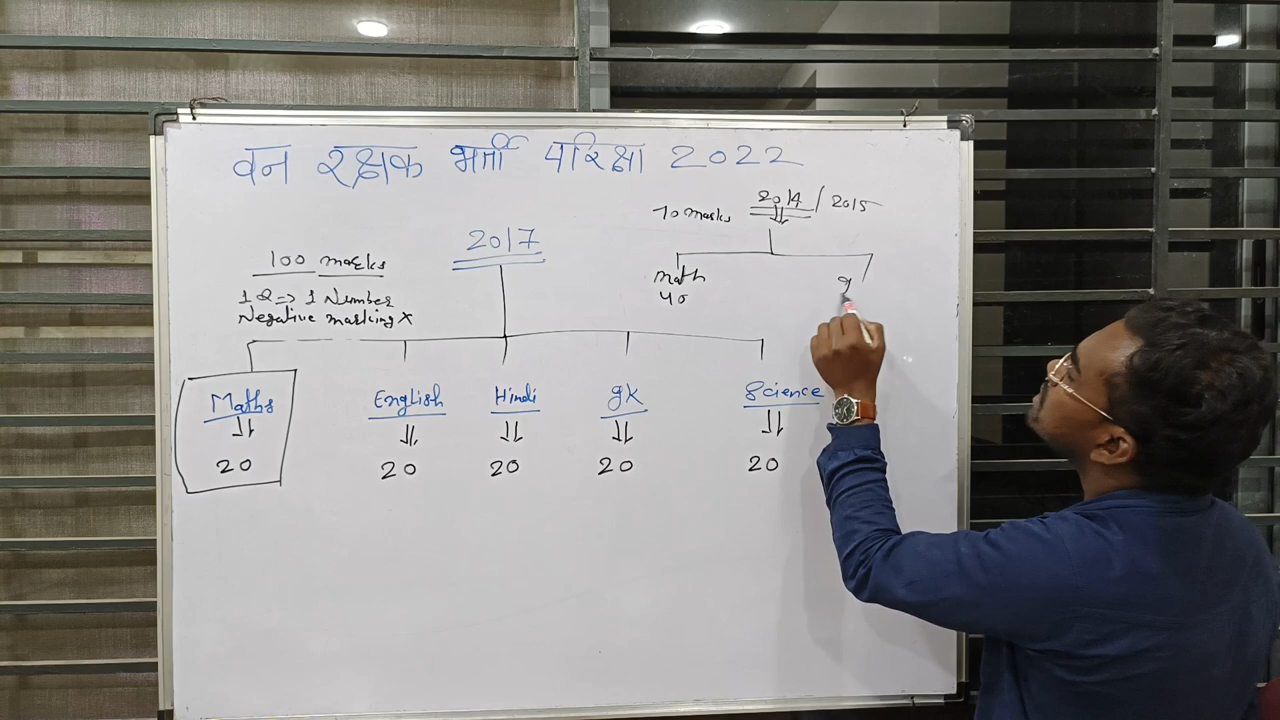 वन रक्षक भर्ती परिक्षा 2022
2014 / 2015
70 marks
math
40
g
2017
100 marks
1 Q => 1 Number
Negative marking x
Maths English Hindi gk Science
20 20 20 20 20